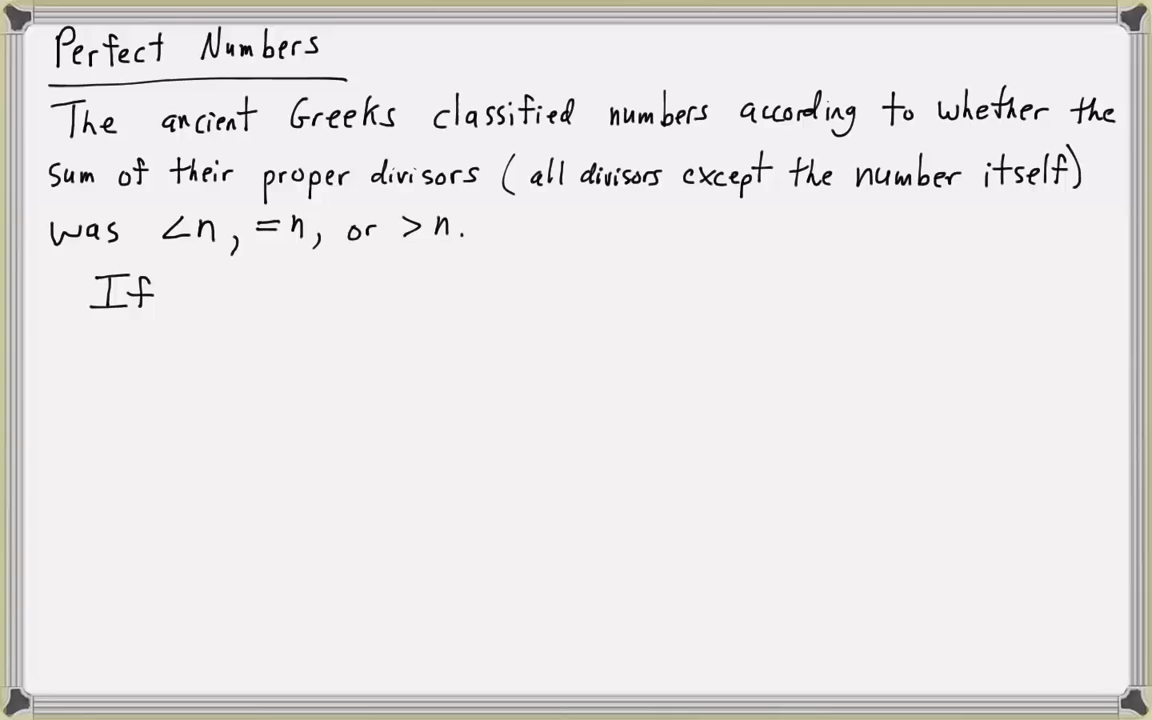 Perfect Numbers
The ancient Greeks classified numbers according to whether the
sum of their proper divisors (all divisors except the number itself)
was <n, =n, or >n.
If